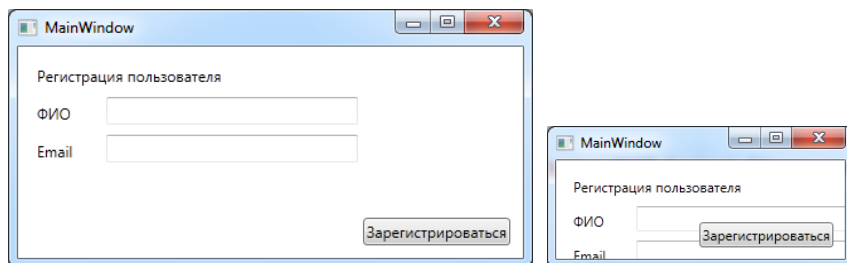 MainWindow
Регистрация пользователя
ФИО
Email
Зарегистрироваться
MainWindow
Регистрация пользователя
ФИО
Зарегистрироваться
Email